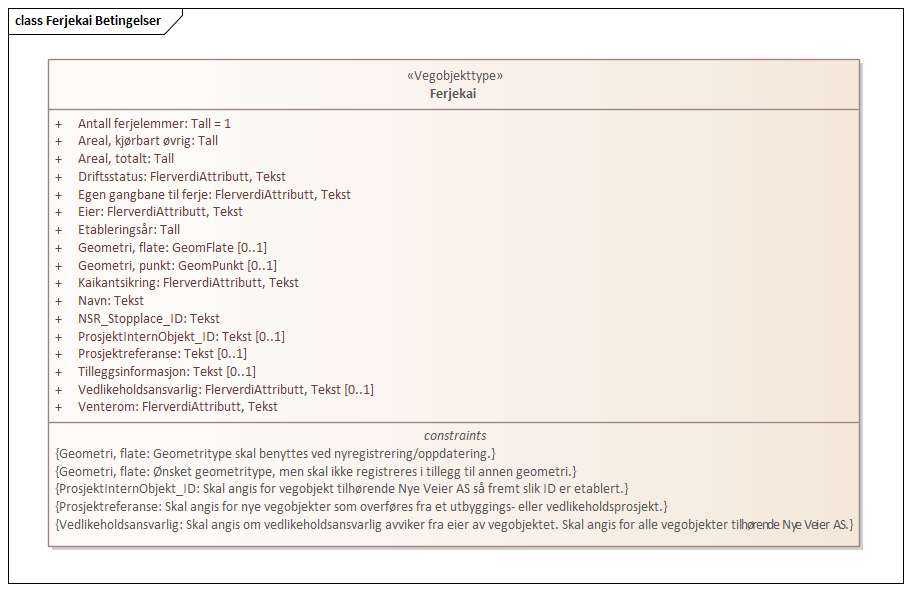 class Ferjekai Betingelser
«Vegobjekttype»
Ferjekai
+ Antall ferjelemmer: Tall = 1
+ Areal, kjørbart øvrig: Tall
+ Areal, totalt: Tall
+ Driftsstatus: FlerverdiAttributt, Tekst
+ Egen gangbane til ferje: FlerverdiAttributt, Tekst
+ Eier: FlerverdiAttributt, Tekst
+ Etableringsår: Tall
+ Geometri, flate: GeomFlate [0..1]
+ Geometri, punkt: GeomPunkt [0..1]
+ Kaikantsikring: FlerverdiAttributt, Tekst
+ Navn: Tekst
+ NSR_Stopplace_ID: Tekst
+ ProsjektInternObjekt_ID: Tekst [0..1]
+ Prosjektreferanse: Tekst [0..1]
+ Tilleggsinformasjon: Tekst [0..1]
+ Vedlikeholdsansvarlig: FlerverdiAttributt, Tekst [0..1]
+ Venterom: FlerverdiAttributt, Tekst
constraints
{Geometri, flate: Geometritype skal benyttes ved nyregistrering/oppdatering.}
{Geometri, flate: Ønsket geometritype, men skal ikke registreres i tillegg til annen geometri.}
{ProsjektInternObjekt_ID: Skal angis for vegobjekt tilhørende Nye Veier AS så fremt slik ID er etablert.}
{Prosjektreferanse: Skal angis for nye vegobjekter som overføres fra et utbyggings- eller vedlikeholdsprosjekt.}
{Vedlikeholdsansvarlig: Skal angis om vedlikeholdsansvarlig avviker fra eier av vegobjektet. Skal angis for alle vegobjekter tilhørende Nye Veier AS.}